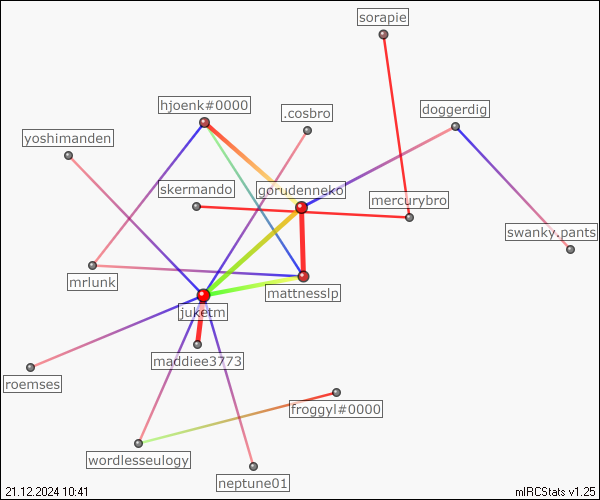 sorapie
hjoenk#0000
.cosbro
doggerdig
yoshimanden
skermando
gorudenneko
mercurybro
swanky.pants
mrlunk
mattnesslp
juketm
maddiee3773
roemses
froggyl#0000
wordlesseulogy
neptune01
21.12.2024 10:41
mIRCStats v1.25